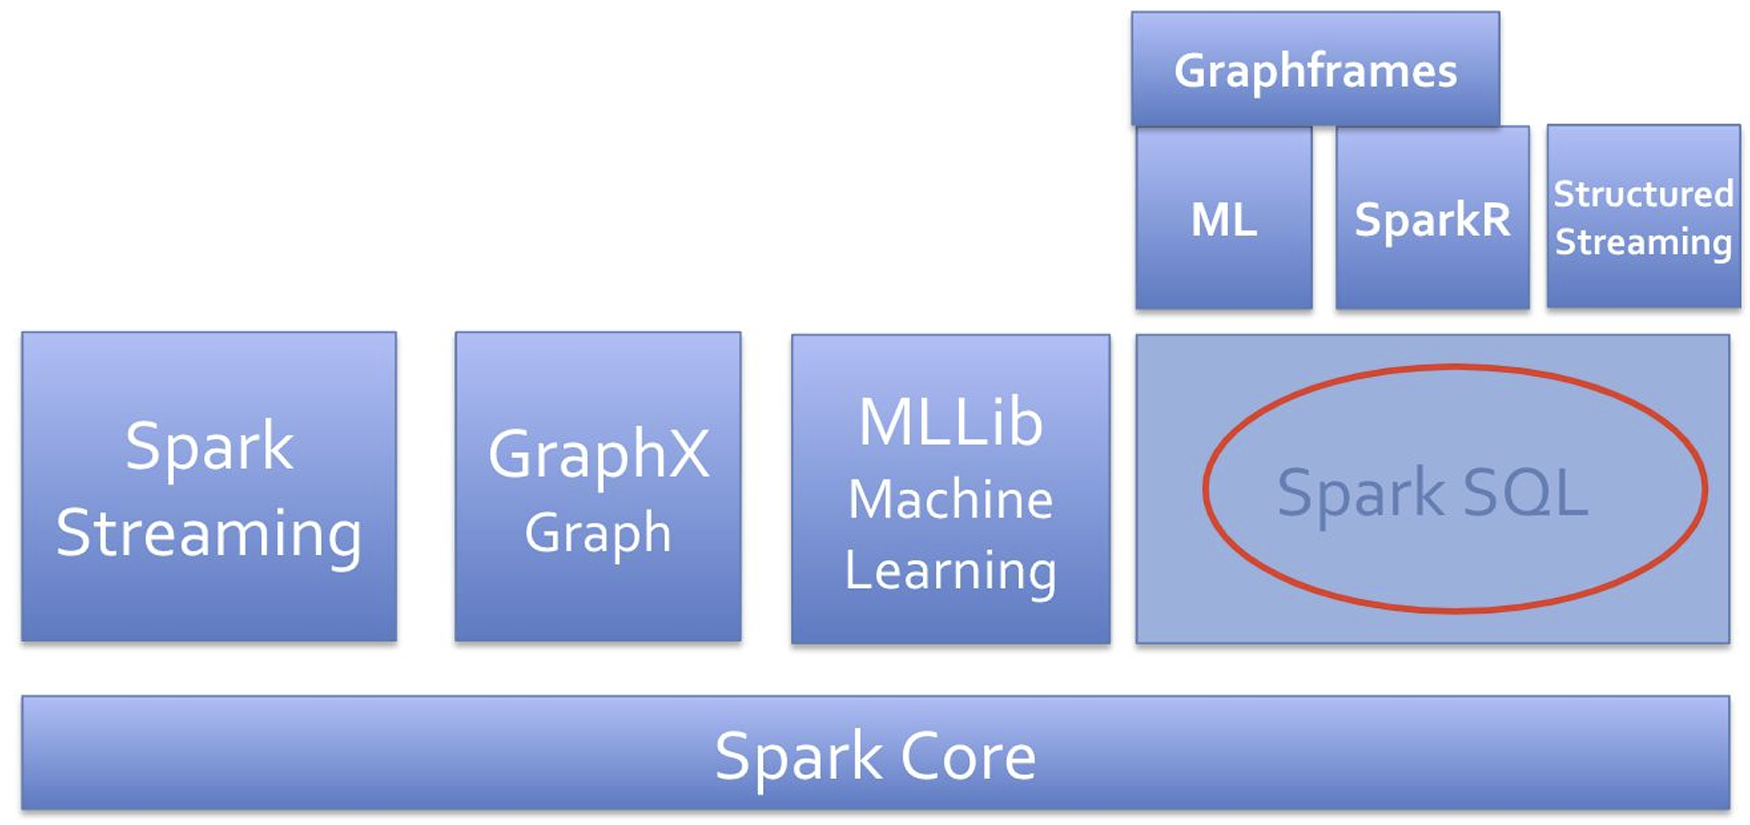 Graphframes
ML
SparkR
Structured
Streaming
Spark
Streaming
GraphX
Graph
MLLib
Machine
Learning
Spark SQL
Spark Core